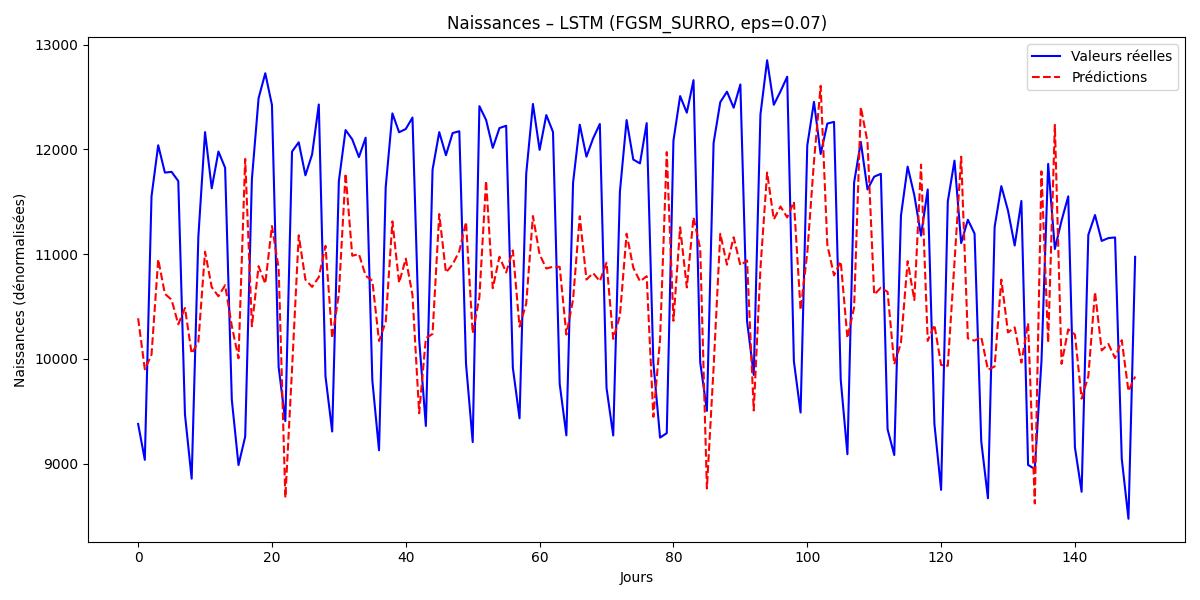 Naissances – LSTM (FGSM_SURRO, eps=0.07)
13000
12000
11000
10000
9000
Naissances (dénormalisées)
Valeurs réelles
Prédictions
0 20 40 60 80 100 120 140
Jours